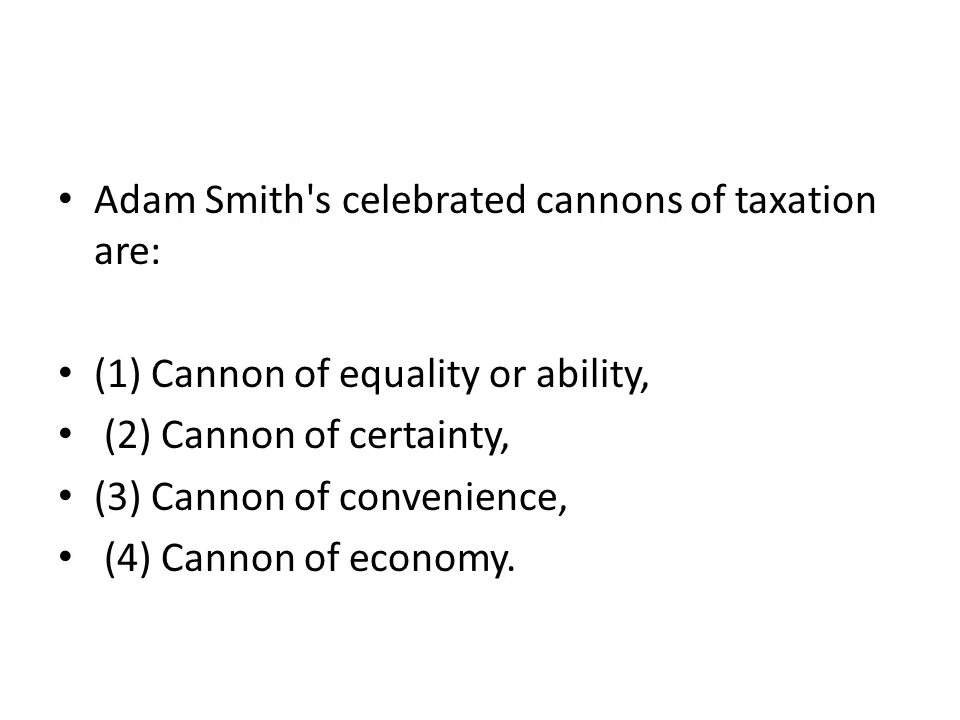 • Adam Smith's celebrated cannons of taxation
are:
• (1) Cannon of equality or ability,
• (2) Cannon of certainty,
• (3) Cannon of convenience,
• (4) Cannon of economy.